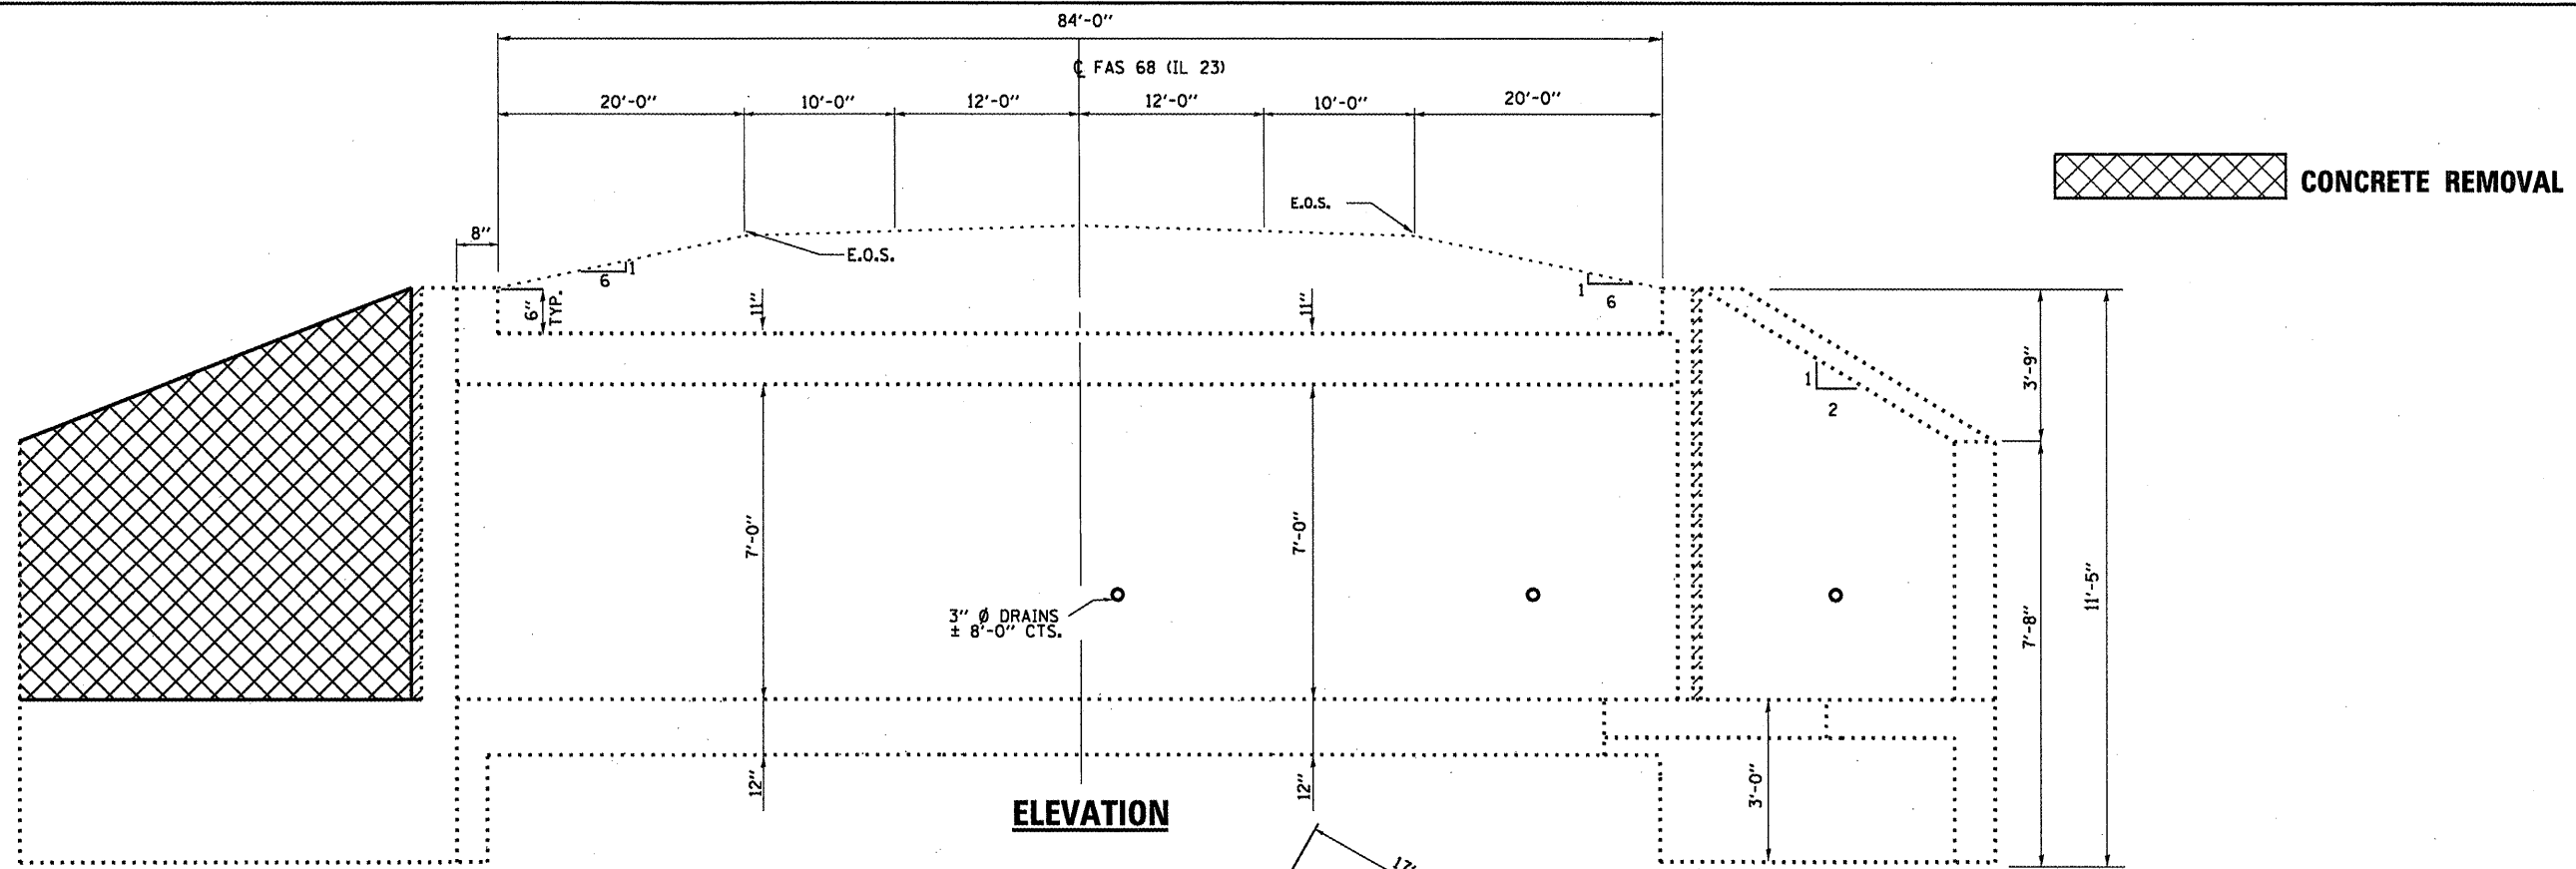 84'-0"
℄ FAS 68 (IL 23)
20'-0" 10'-0" 12'-0" 12'-0" 10'-0" 20'-0"
CONCRETE REMOVAL
E.O.S.
8"
E.O.S.
6 1
1 6
6" TYP.
11" 11"
3'-9"
1
2
7'-0" 7'-0"
3" Ø DRAINS
± 8'-0" CTS.
11'-5"
7'-8"
12" 12"
3'-0"
ELEVATION